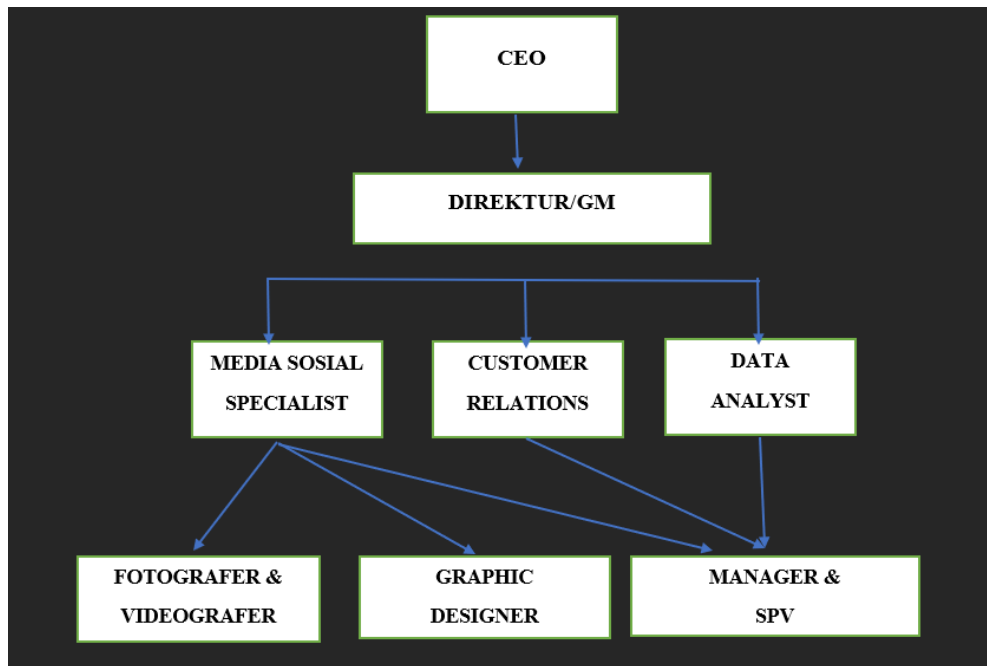 CEO
DIREKTUR/GM
MEDIA SOSIAL
SPECIALIST
CUSTOMER
RELATIONS
DATA
ANALYST
FOTOGRAFER &
VIDEOGRAFER
GRAPHIC
DESIGNER
MANAGER &
SPV